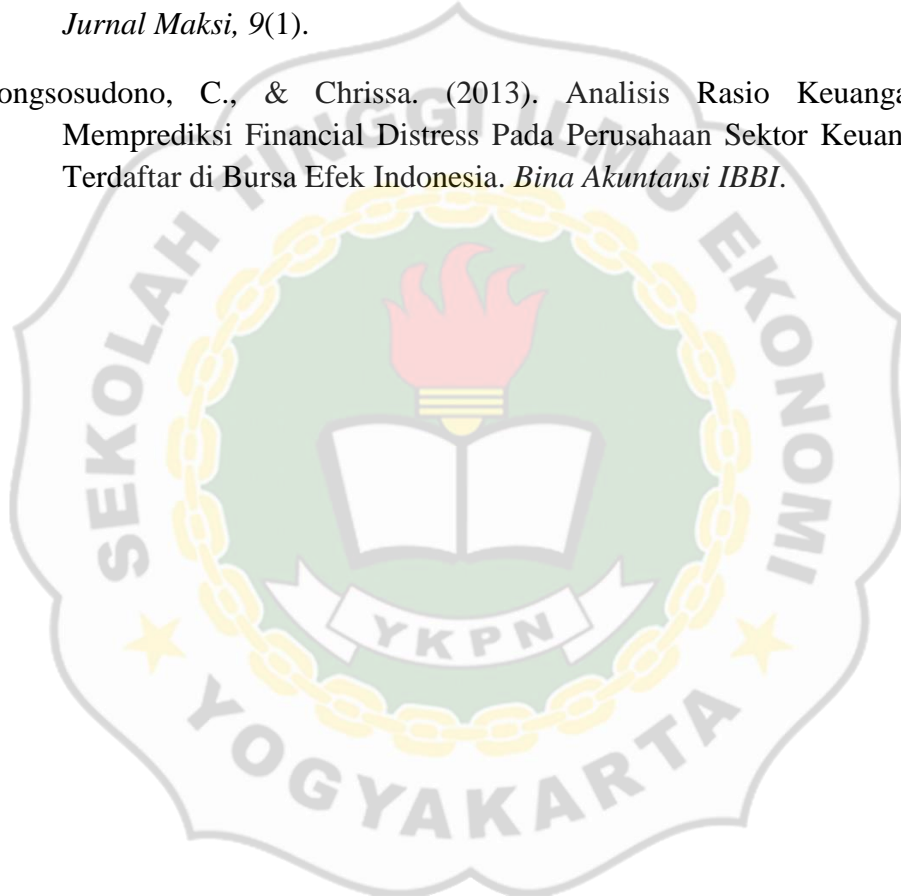 Jurnal Maksi, 9(1).
ongsosudono, C., & Chrissa. (2013). Analisis Rasio Keuanga
Memprediksi Financial Distress Pada Perusahaan Sektor Keuan
Terdaftar di Bursa Efek Indonesia. Bina Akuntansi IBBI.
SEKOLAH TINGGI ILMU EKONOMI
YKPN
YOGYAKARTA